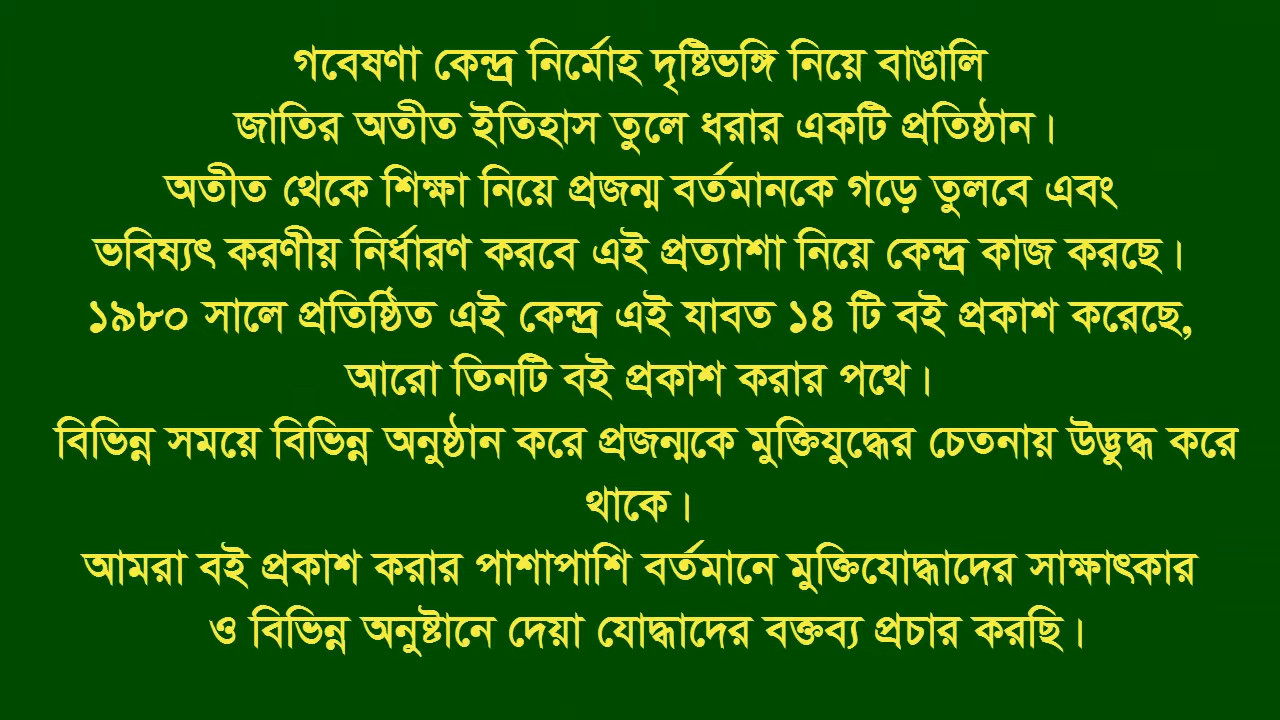 গবেষণা কেন্দ্র নির্মোহ দৃষ্টিভঙ্গি নিয়ে বাঙালি
জাতির অতীত ইতিহাস তুলে ধরার একটি প্রতিষ্ঠান।
অতীত থেকে শিক্ষা নিয়ে প্রজন্ম বর্তমানকে গড়ে তুলবে এবং
ভবিষ্যৎ করণীয় নির্ধারণ করবে এই প্রত্যাশা নিয়ে কেন্দ্র কাজ করছে।
১৯৮০ সালে প্রতিষ্ঠিত এই কেন্দ্র এই যাবত ১৪ টি বই প্রকাশ করেছে,
আরো তিনটি বই প্রকাশ করার পথে।
বিভিন্ন সময়ে বিভিন্ন অনুষ্ঠান করে প্রজন্মকে মুক্তিযুদ্ধের চেতনায় উদ্ভুদ্ধ করে
থাকে।
আমরা বই প্রকাশ করার পাশাপাশি বর্তমানে মুক্তিযোদ্ধাদের সাক্ষাৎকার
ও বিভিন্ন অনুষ্টানে দেয়া যোদ্ধাদের বক্তব্য প্রচার করছি।